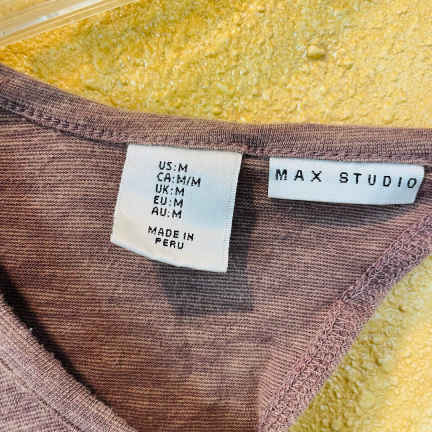 US:M
CA:M/M
UK:M
EU:M
AU:M
MADE IN
PERU
MAX STUDIO